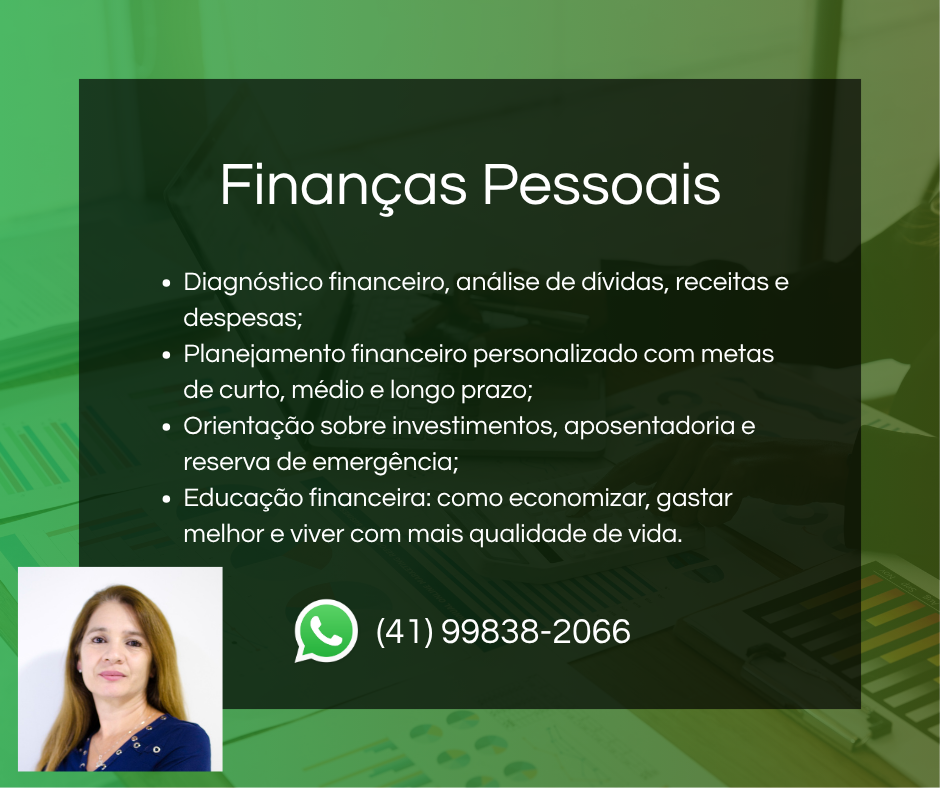 Finanças Pessoais
• Diagnóstico financeiro, análise de dívidas, receitas e
despesas;
• Planejamento financeiro personalizado com metas
de curto, médio e longo prazo;
• Orientação sobre investimentos, aposentadoria e
reserva de emergência;
• Educação financeira: como economizar, gastar
melhor e viver com mais qualidade de vida.
(41) 99838-2066